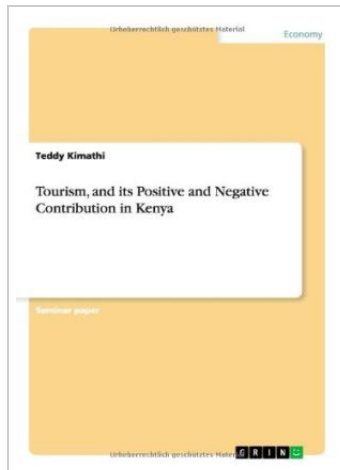 Urheberrechtlich geschütztes Material
Economy
Teddy Kimathi
Tourism, and its Positive and Negative
Contribution in Kenya
Seminar paper
Urheberrechtlich geschütztes Material
GRIN